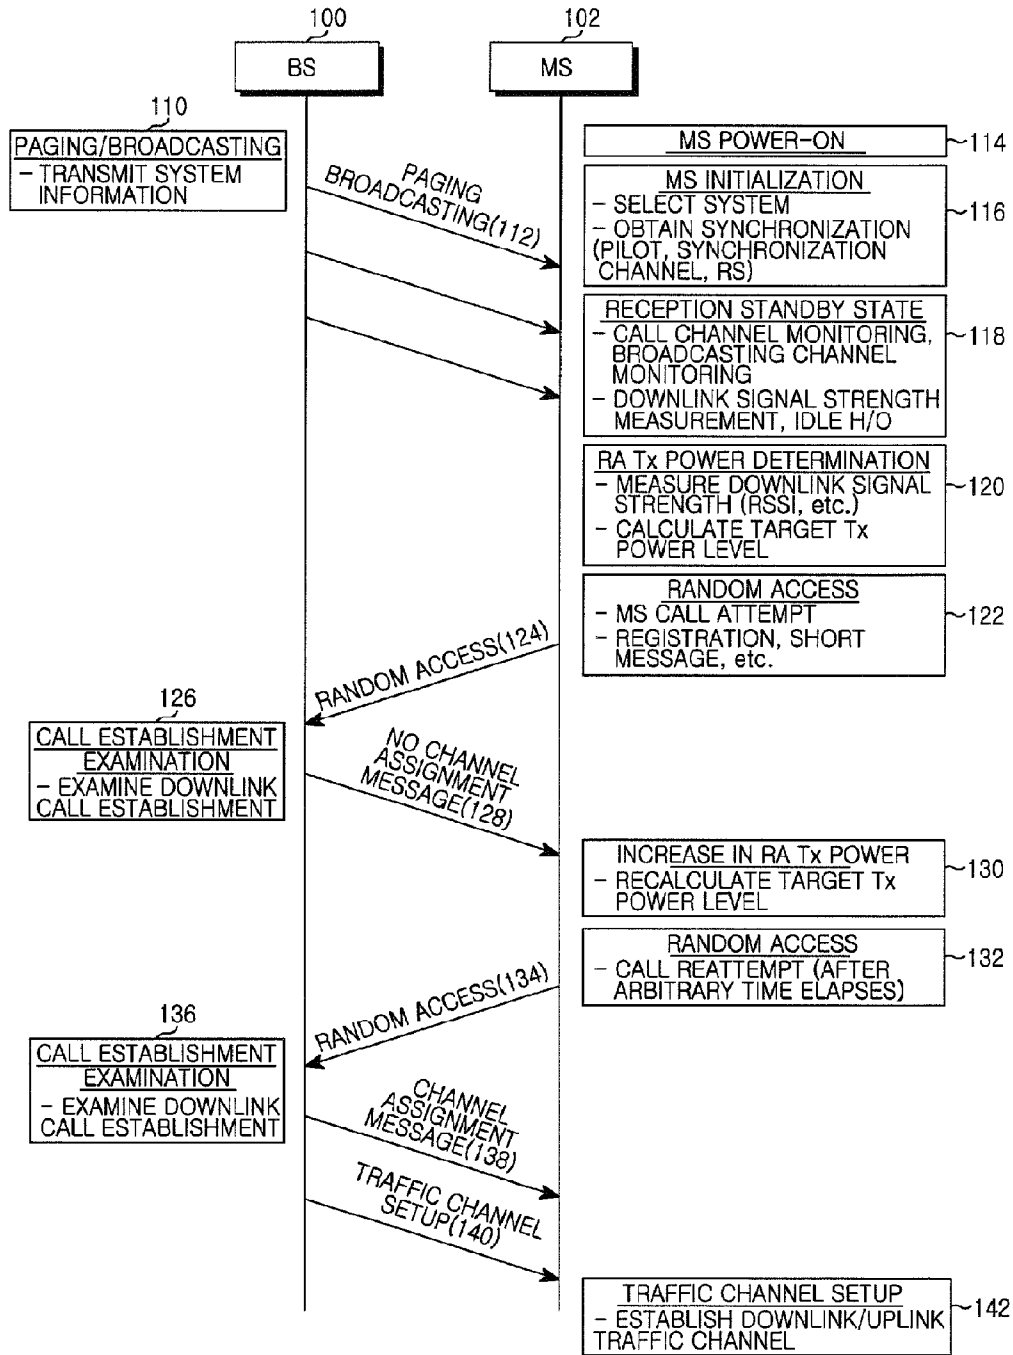 100
102
BS
MS
110
PAGING/BROADCASTING
– TRANSMIT SYSTEM
INFORMATION
PAGING
BROADCASTING(112)
MS POWER-ON
114
MS INITIALIZATION
– SELECT SYSTEM
– OBTAIN SYNCHRONIZATION
(PILOT, SYNCHRONIZATION
CHANNEL, RS)
116
RECEPTION STANDBY STATE
– CALL CHANNEL MONITORING,
BROADCASTING CHANNEL
MONITORING
– DOWNLINK SIGNAL STRENGTH
MEASUREMENT, IDLE H/O
118
RA Tx POWER DETERMINATION
– MEASURE DOWNLINK SIGNAL
STRENGTH (RSSI, etc.)
– CALCULATE TARGET Tx
POWER LEVEL
120
RANDOM ACCESS
– MS CALL ATTEMPT
– REGISTRATION, SHORT
MESSAGE, etc.
122
RANDOM ACCESS(124)
126
CALL ESTABLISHMENT
EXAMINATION
– EXAMINE DOWNLINK
CALL ESTABLISHMENT
NO CHANNEL
ASSIGNMENT
MESSAGE(128)
INCREASE IN RA Tx POWER
– RECALCULATE TARGET Tx
POWER LEVEL
130
RANDOM ACCESS
– CALL REATTEMPT (AFTER
ARBITRARY TIME ELAPSES)
132
RANDOM ACCESS(134)
136
CALL ESTABLISHMENT
EXAMINATION
– EXAMINE DOWNLINK
CALL ESTABLISHMENT
CHANNEL
ASSIGNMENT
MESSAGE(138)
TRAFFIC CHANNEL
SETUP(140)
TRAFFIC CHANNEL SETUP
– ESTABLISH DOWNLINK/UPLINK
TRAFFIC CHANNEL
142